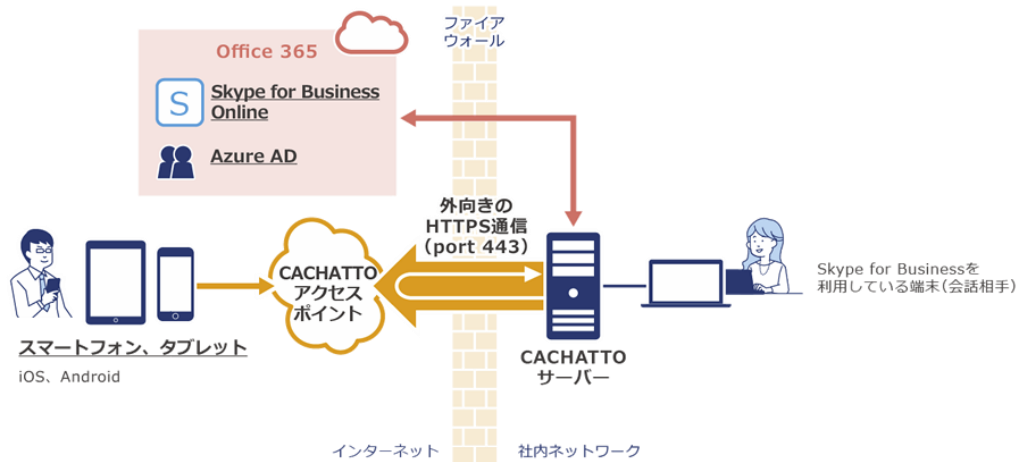 ファイア
ウォール
Office 365
S
Skype for Business
Online
Azure AD
外向きの
HTTPS通信
(port 443)
CACHATTO
アクセス
ポイント
スマートフォン、タブレット
iOS、Android
CACHATTO
サーバー
Skype for Businessを
利用している端末(会話相手)
インターネット
社内ネットワーク